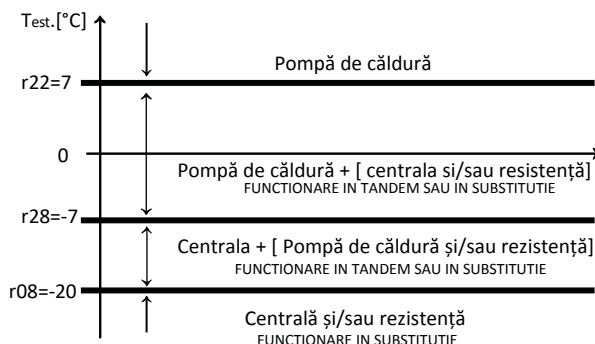 Test.[°C]
Pompă de căldură
r22=7
0
Pompă de căldură + [ centrala si/sau resistență]
FUNCTIONARE IN TANDEM SAU IN SUBSTITUTIE
r28=-7
Centrala + [ Pompă de căldură și/sau rezistență]
FUNCTIONARE IN TANDEM SAU IN SUBSTITUTIE
r08=-20
Centrală și/sau rezistență
FUNCTIONARE IN SUBSTITUTIE